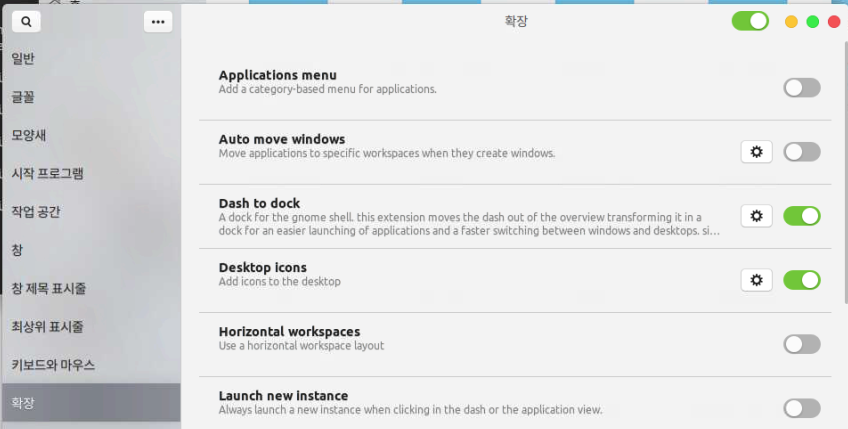 확장
일반
글꼴
모양새
시작 프로그램
작업 공간
창
창 제목 표시줄
최상위 표시줄
키보드와 마우스
확장
Applications menu
Add a category-based menu for applications.
Auto move windows
Move applications to specific workspaces when they create windows.
Dash to dock
A dock for the gnome shell. this extension moves the dash out of the overview transforming it in a
dock for an easier launching of applications and a faster switching between windows and desktops. si…
Desktop icons
Add icons to the desktop
Horizontal workspaces
Use a horizontal workspace layout
Launch new instance
Always launch a new instance when clicking in the dash or the application view.